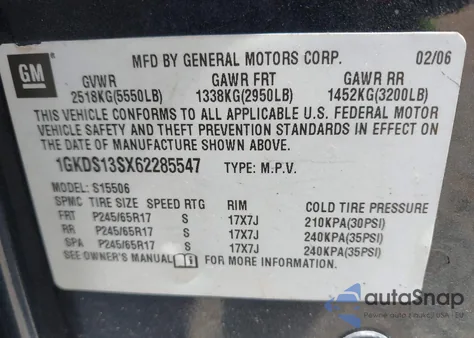 GM
MFD BY GENERAL MOTORS CORP. 02/06
GVWR GAWR FRT GAWR RR
2518KG(5550LB) 1338KG(2950LB) 1452KG(3200LB)
THIS VEHICLE CONFORMS TO ALL APPLICABLE U.S. FEDERAL MOTOR
VEHICLE SAFETY AND THEFT PREVENTION STANDARDS IN EFFECT ON
THE DATE OF MANUFACTURE SHOWN ABOVE.
1GKDS13SX62285547 TYPE: M.P.V.
MODEL: S15506
SPMC TIRE SIZE SPEED RTG RIM COLD TIRE PRESSURE
FRT P245/65R17 S 17X7J 210KPA(30PSI)
RR P245/65R17 S 17X7J 240KPA(35PSI)
SPA P245/65R17 S 17X7J 240KPA(35PSI)
SEE OWNER'S MANUAL FOR MORE INFORMATION.
autoSnap